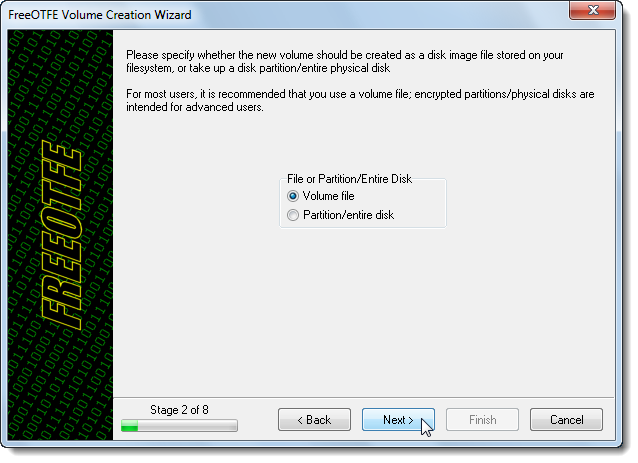 FreeOTFE Volume Creation Wizard
Please specify whether the new volume should be created as a disk image file stored on your
filesystem, or take up a disk partition/entire physical disk
For most users, it is recommended that you use a volume file; encrypted partitions/physical disks are
intended for advanced users.
FREEOTFE
File or Partition/Entire Disk
Volume file
Partition/entire disk
Stage 2 of 8
< Back
Next >
Finish
Cancel